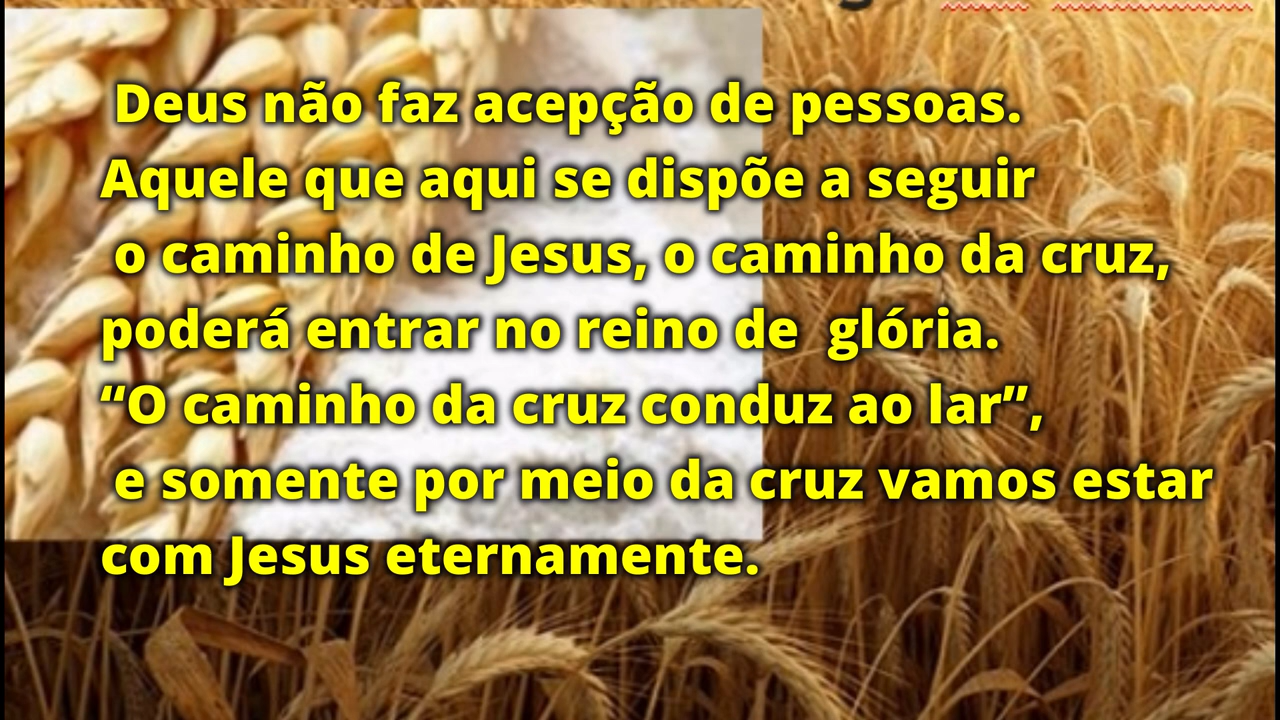 Deus não faz acepção de pessoas.
Aquele que aqui se dispõe a seguir
o caminho de Jesus, o caminho da cruz,
poderá entrar no reino de  glória.
“O caminho da cruz conduz ao lar”,
e somente por meio da cruz vamos estar
com Jesus eternamente.